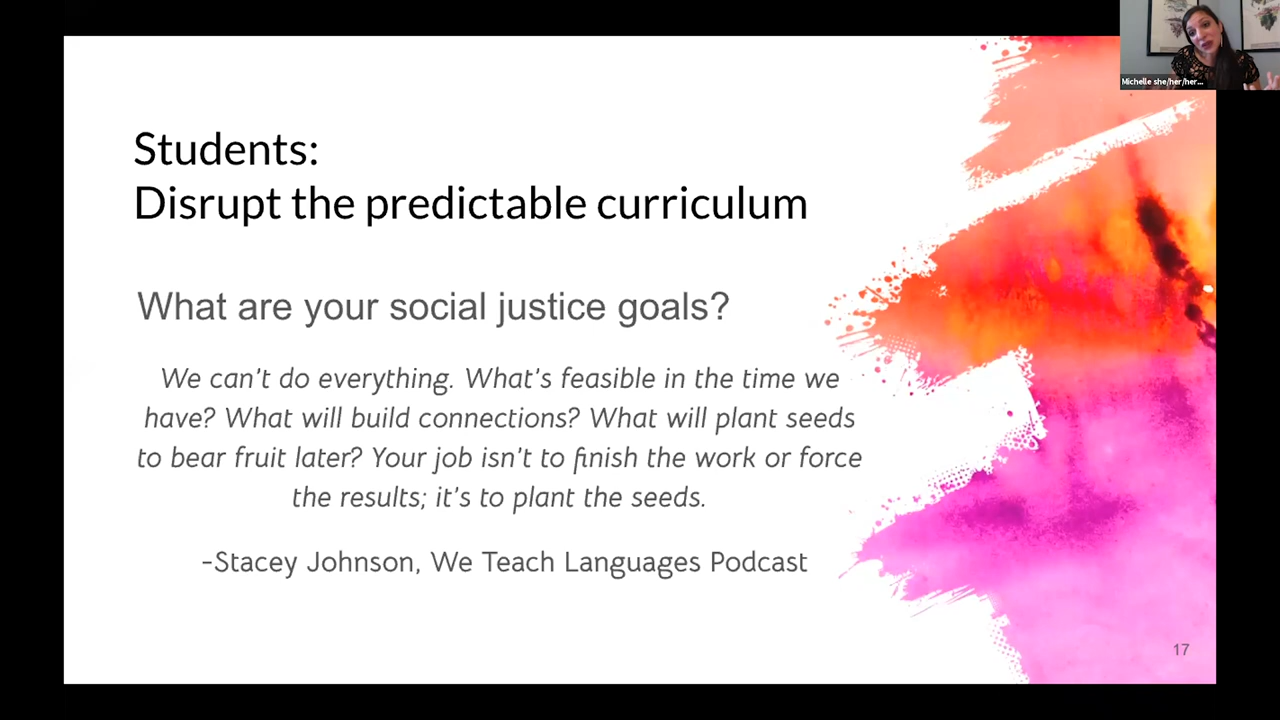 Michelle she/her/her...
Students:
Disrupt the predictable curriculum
What are your social justice goals?
We can't do everything. What's feasible in the time we
have? What will build connections? What will plant seeds
to bear fruit later? Your job isn't to finish the work or force
the results; it's to plant the seeds.
-Stacey Johnson, We Teach Languages Podcast
17